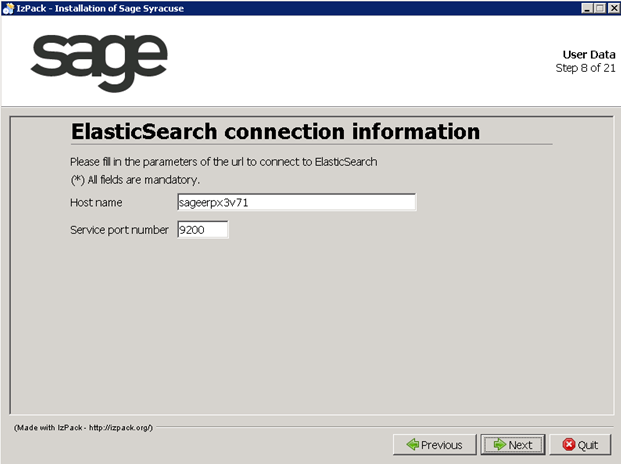 IzPack - Installation of Sage Syracuse
sage
User Data
Step 8 of 21
ElasticSearch connection information
Please fill in the parameters of the url to connect to ElasticSearch
(*) All fields are mandatory.
Host name sageerpx3v71
Service port number 9200
(Made with IzPack - http://izpack.org/)
Previous Next Quit